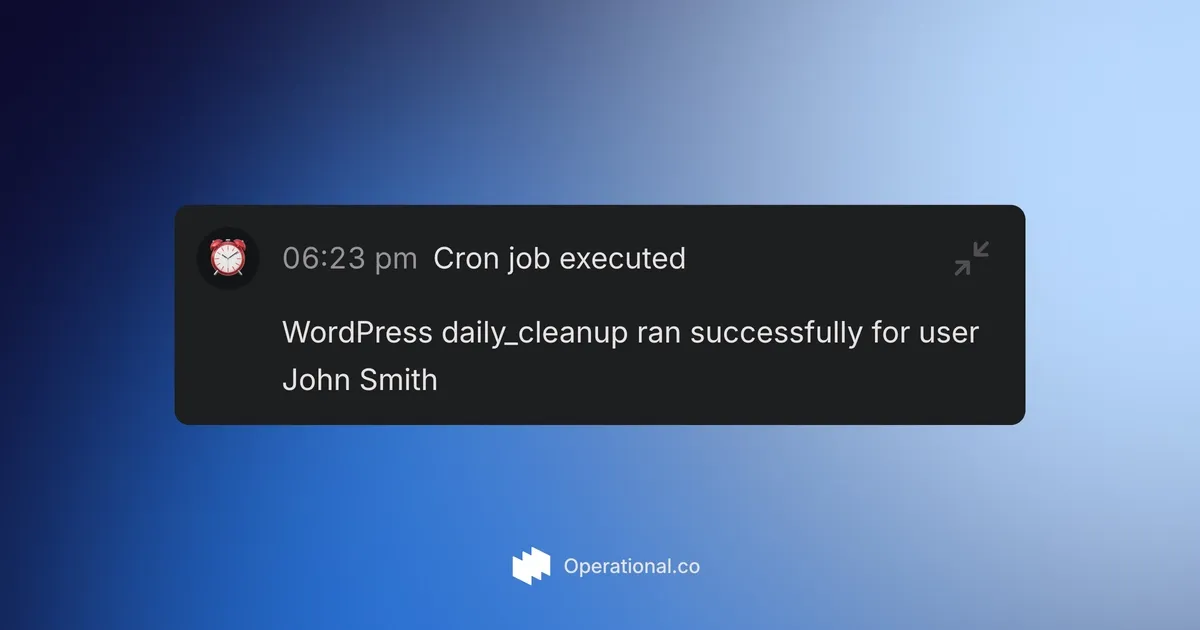 06:23 pm Cron job executed
WordPress daily_cleanup ran successfully for user
John Smith
Operational.co